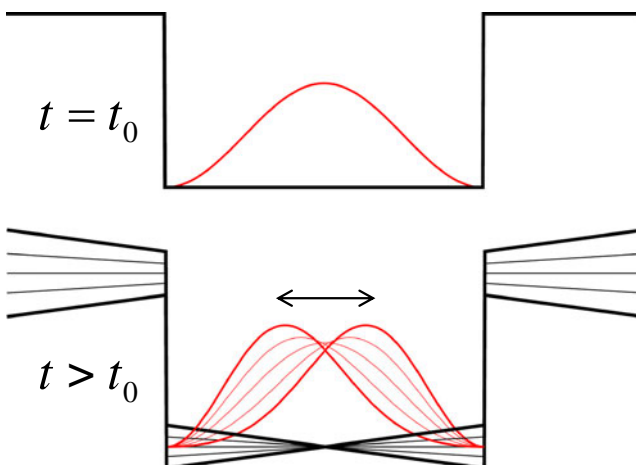 t = t₀
t > t₀